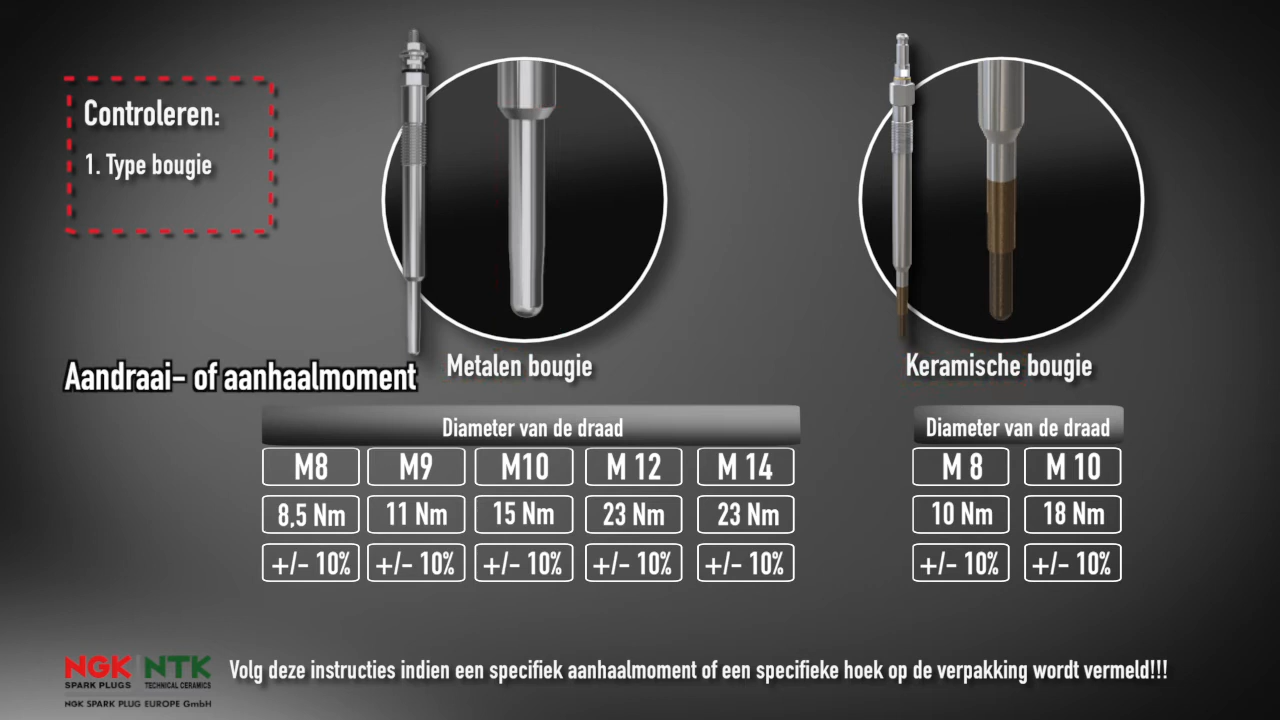 Controleren:
1. Type bougie
Metalen bougie
Keramische bougie
Aandraai- of aanhaalmoment
Diameter van de draad
M8 M9 M10 M 12 M 14
8,5 Nm 11 Nm 15 Nm 23 Nm 23 Nm
+/- 10% +/- 10% +/- 10% +/- 10% +/- 10%
Diameter van de draad
M 8 M 10
10 Nm 18 Nm
+/- 10% +/- 10%
NGK NTK
SPARK PLUGS TECHNICAL CERAMICS
NGK SPARK PLUG EUROPE GmbH
Volg deze instructies indien een specifiek aanhaalmoment of een specifieke hoek op de verpakking wordt vermeld!!!